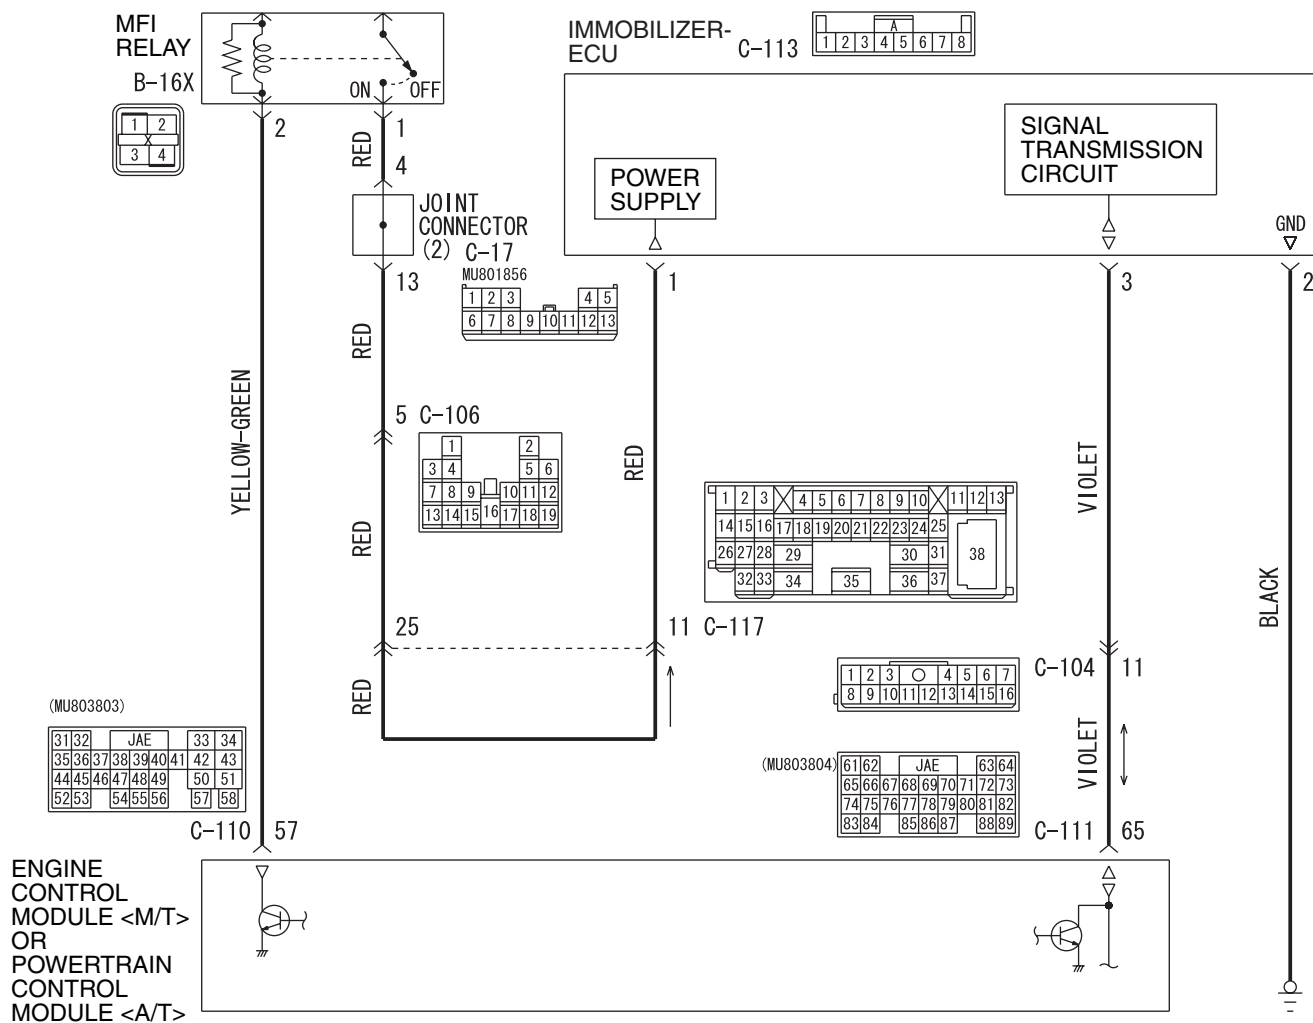 MFI
RELAY
B-16X
ON
OFF
1 2
X
3 4
2
1
RED
4
JOINT
CONNECTOR
(2)
C-17
MU801856
1 2 3 4 5
6 7 8 9 10 11 12 13
13
RED
IMMOBILIZER-
ECU
C-113
A
1 2 3 4 5 6 7 8
POWER
SUPPLY
SIGNAL
TRANSMISSION
CIRCUIT
GND
1
3
2
YELLOW-GREEN
5 C-106
1 2
3 4 5 6
7 8 9 10 11 12
13 14 15 16 17 18 19
RED
RED
VIOLET
BLACK
1 2 3 4 5 6 7 8 9 10 11 12 13
14 15 16 17 18 19 20 21 22 23 24 25
26 27 28 29 30 31 38
32 33 34 35 36 37
25
11 C-117
RED
C-104 11
1 2 3 4 5 6 7
8 9 10 11 12 13 14 15 16
VIOLET
(MU803803)
31 32 JAE 33 34
35 36 37 38 39 40 41 42 43
44 45 46 47 48 49 50 51
52 53 54 55 56 57 58
C-110 57
(MU803804)
61 62 JAE 63 64
65 66 67 68 69 70 71 72 73
74 75 76 77 78 79 80 81 82
83 84 85 86 87 88 89
C-111 65
ENGINE
CONTROL
MODULE <M/T>
OR
POWERTRAIN
CONTROL
MODULE <A/T>